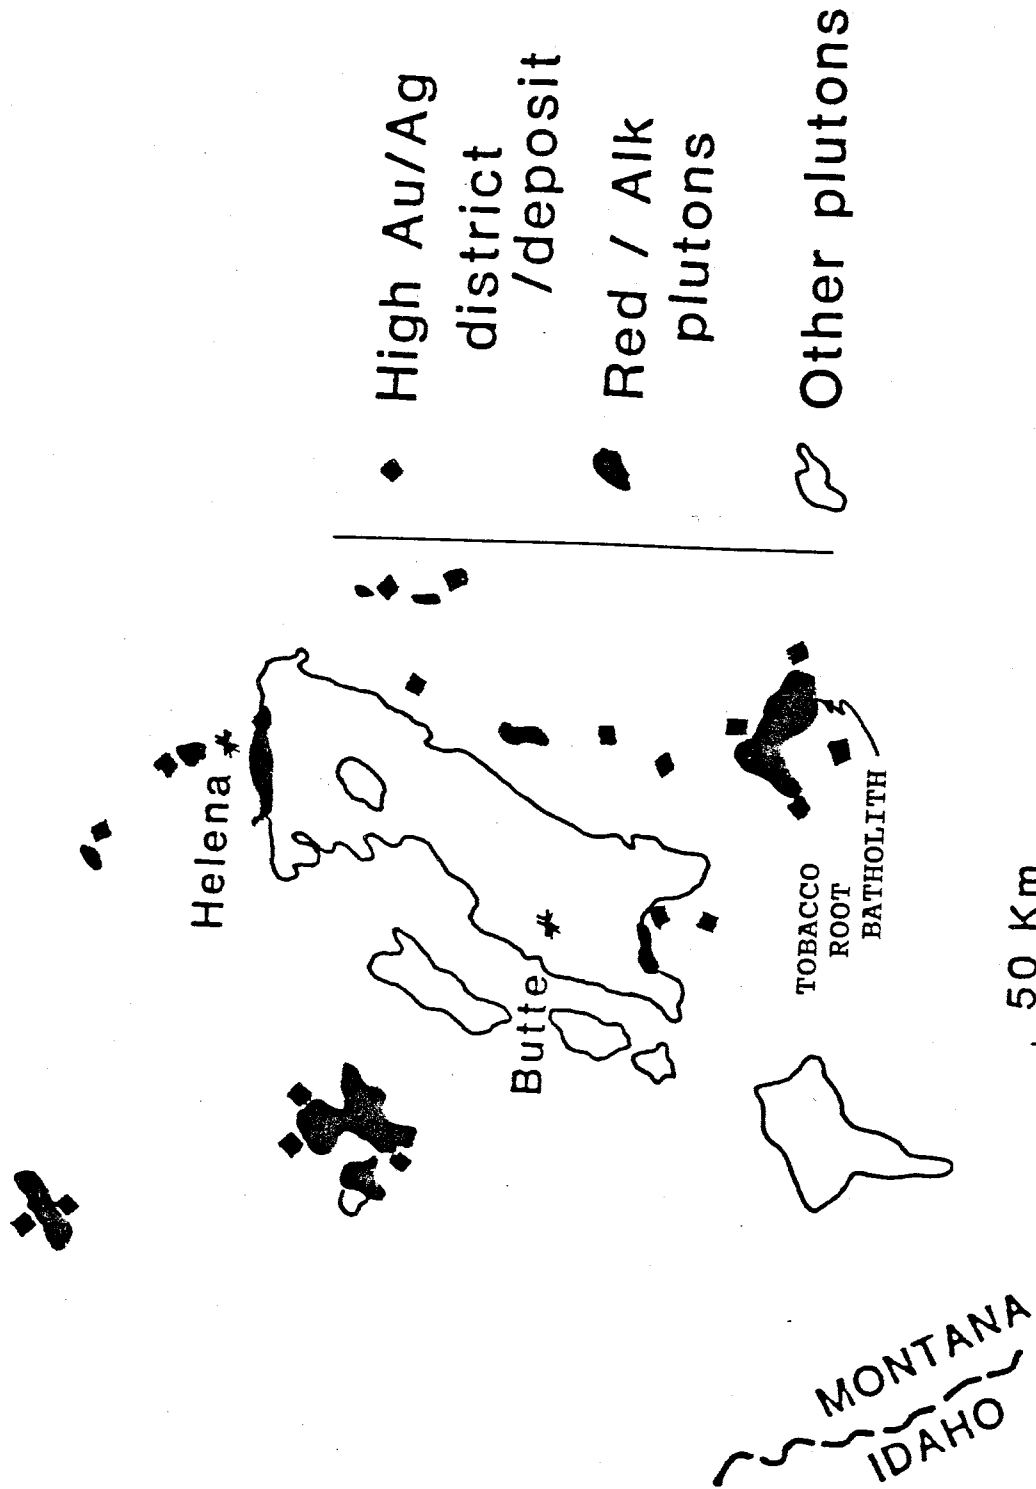 Helena
Butte
TOBACCO
ROOT
BATHOLITH
MONTANA
IDAHO
50 Km
High Au/Ag
district
/deposit
Red / Alk
plutons
Other plutons